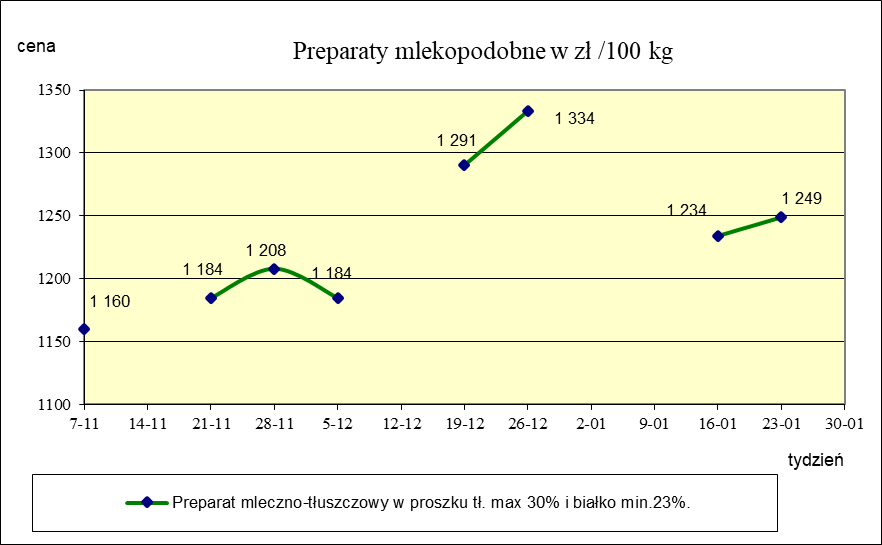 cena
Preparaty mlekopodobne w zł /100 kg
1350
1300
1250
1200
1150
1100
1 160
1 184
1 208
1 184
1 291
1 334
1 234
1 249
7-11 14-11 21-11 28-11 5-12 12-12 19-12 26-12 2-01 9-01 16-01 23-01 30-01
tydzień
Preparat mleczno-tłuszczowy w proszku tł. max 30% i białko min.23%.